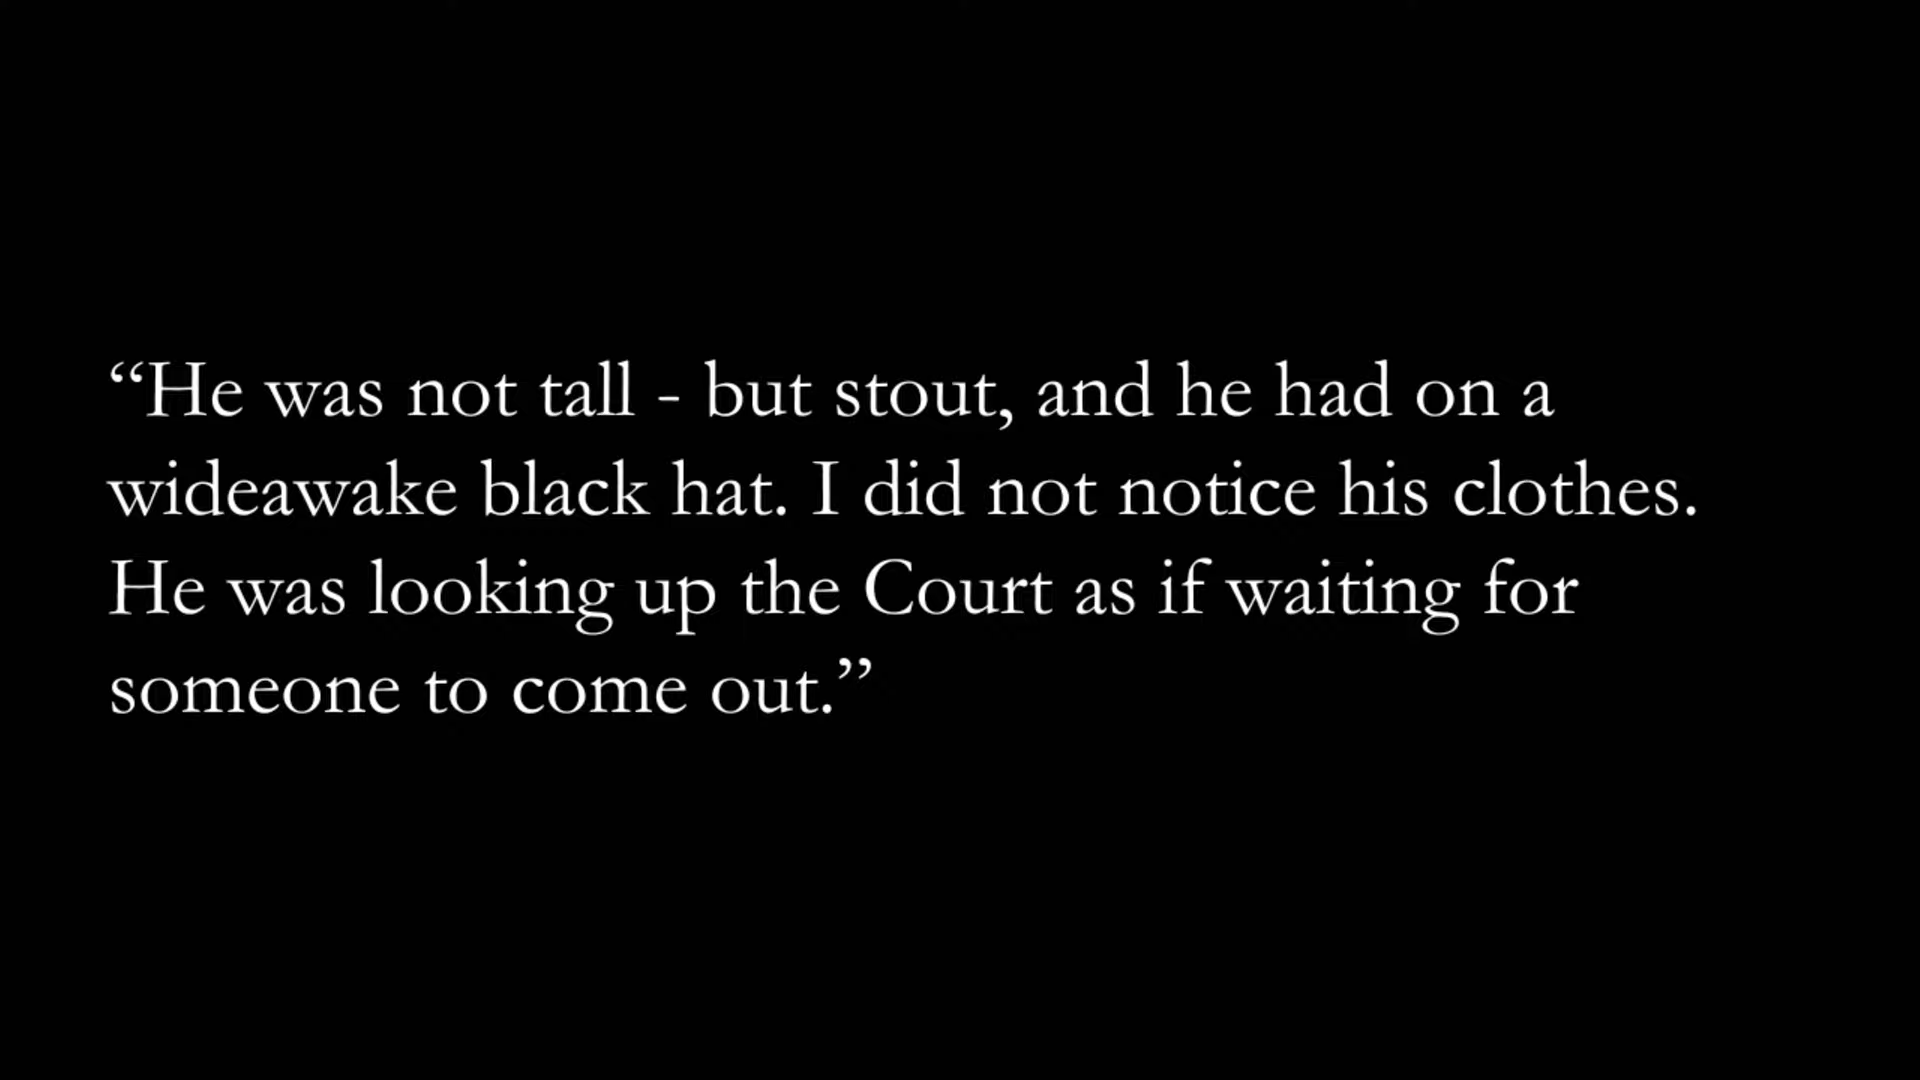 “He was not tall - but stout, and he had on a
wideawake black hat. I did not notice his clothes.
He was looking up the Court as if waiting for
someone to come out.”